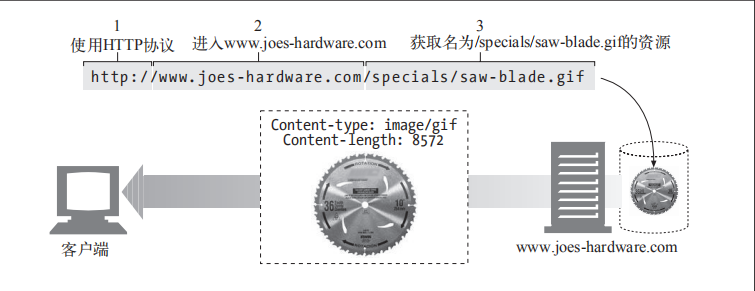 1
使用HTTP协议
2
进入www.joes-hardware.com
3
获取名为/specials/saw-blade.gif的资源
http://www.joes-hardware.com/specials/saw-blade.gif
Content-type: image/gif
Content-length: 8572
36
10"
客户端
www.joes-hardware.com